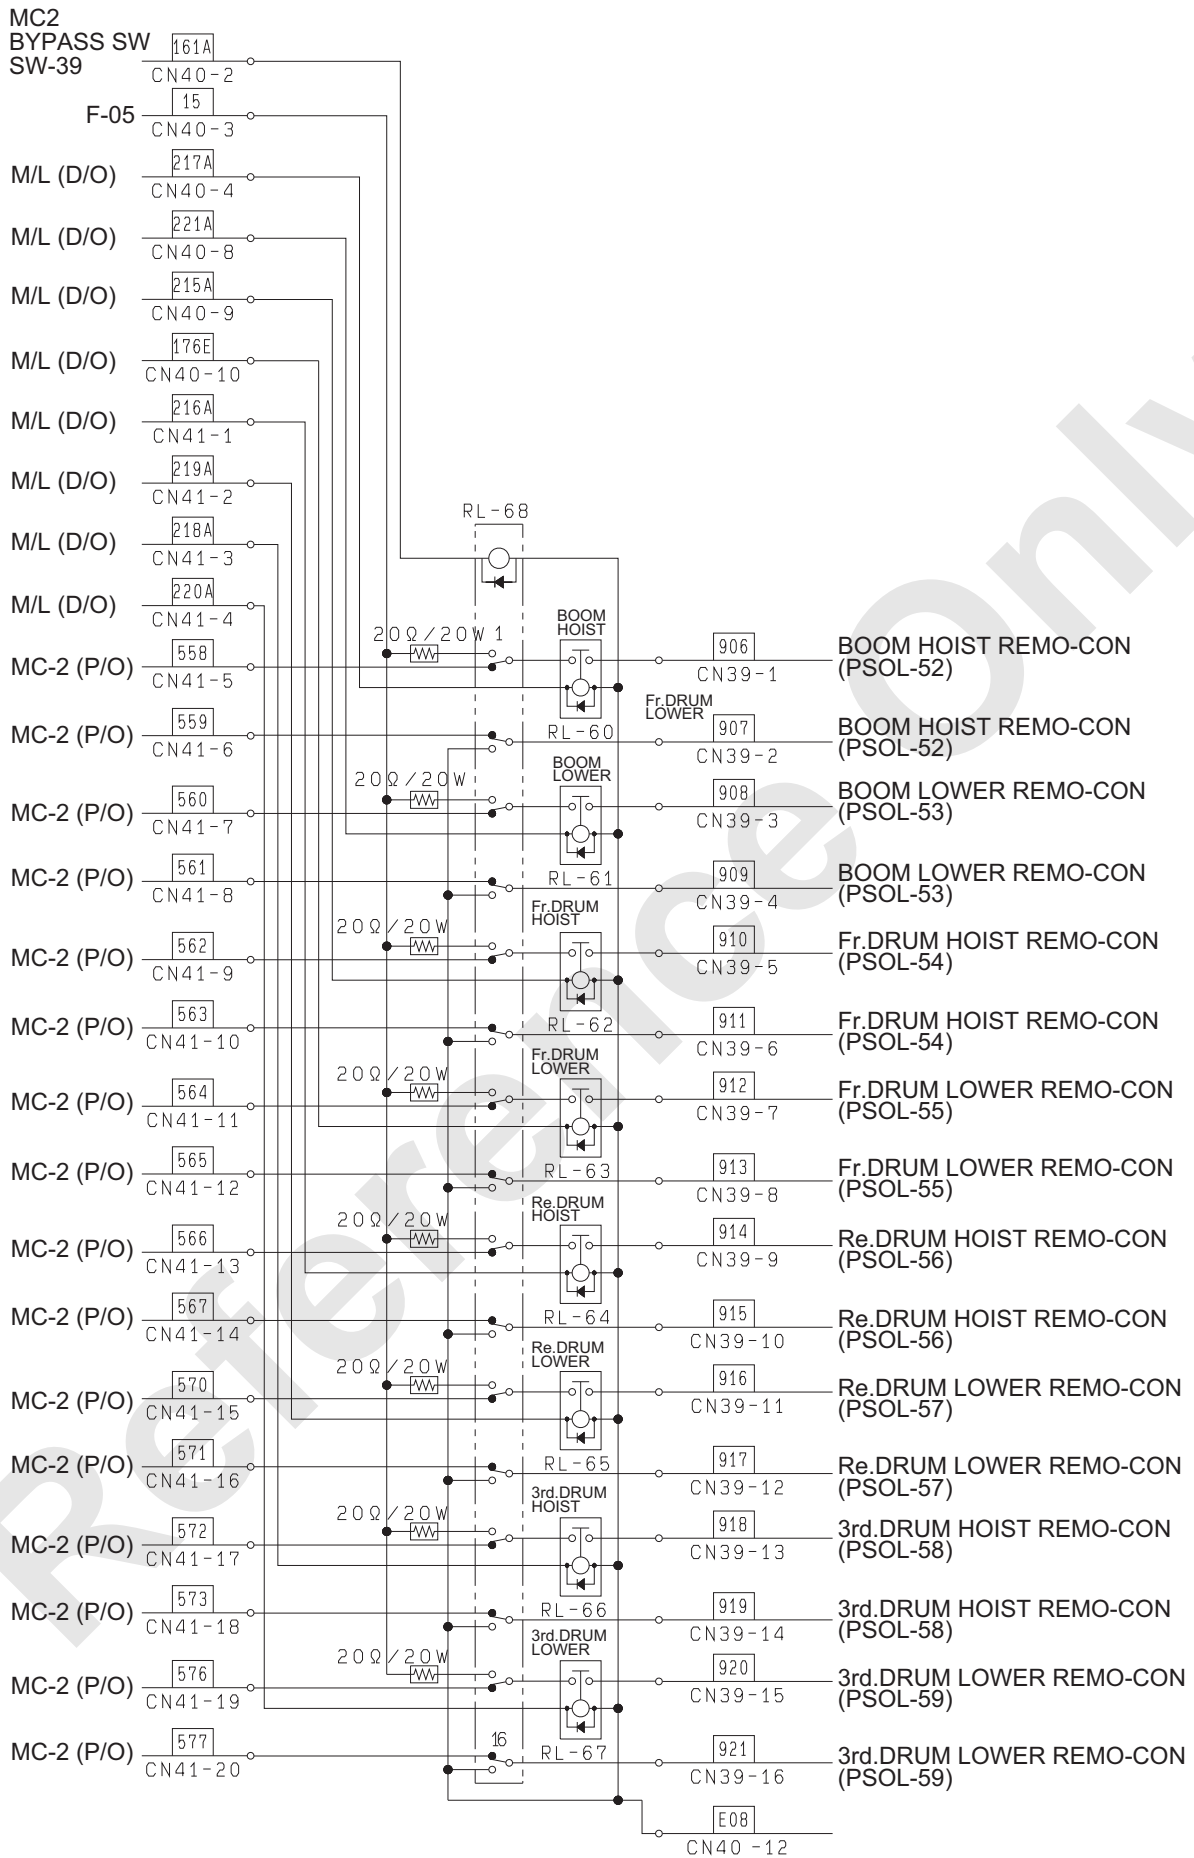 MC2
BYPASS SW
SW-39
161A
CN40-2
F-05
15
CN40-3
M/L (D/O)
217A
CN40-4
M/L (D/O)
221A
CN40-8
M/L (D/O)
215A
CN40-9
M/L (D/O)
176E
CN40-10
M/L (D/O)
216A
CN41-1
M/L (D/O)
219A
CN41-2
RL-68
M/L (D/O)
218A
CN41-3
M/L (D/O)
220A
CN41-4
20Ω/20W 1
BOOM
HOIST
MC-2 (P/O)
558
CN41-5
906
CN39-1
BOOM HOIST REMO-CON
(PSOL-52)
Fr.DRUM
LOWER
MC-2 (P/O)
559
CN41-6
RL-60
907
CN39-2
BOOM HOIST REMO-CON
(PSOL-52)
20Ω/20W
BOOM
LOWER
MC-2 (P/O)
560
CN41-7
908
CN39-3
BOOM LOWER REMO-CON
(PSOL-53)
MC-2 (P/O)
561
CN41-8
RL-61
909
CN39-4
BOOM LOWER REMO-CON
(PSOL-53)
20Ω/20W
Fr.DRUM
HOIST
MC-2 (P/O)
562
CN41-9
910
CN39-5
Fr.DRUM HOIST REMO-CON
(PSOL-54)
MC-2 (P/O)
563
CN41-10
RL-62
911
CN39-6
Fr.DRUM HOIST REMO-CON
(PSOL-54)
20Ω/20W
Fr.DRUM
LOWER
MC-2 (P/O)
564
CN41-11
912
CN39-7
Fr.DRUM LOWER REMO-CON
(PSOL-55)
MC-2 (P/O)
565
CN41-12
RL-63
913
CN39-8
Fr.DRUM LOWER REMO-CON
(PSOL-55)
20Ω/20W
Re.DRUM
HOIST
MC-2 (P/O)
566
CN41-13
914
CN39-9
Re.DRUM HOIST REMO-CON
(PSOL-56)
MC-2 (P/O)
567
CN41-14
RL-64
915
CN39-10
Re.DRUM HOIST REMO-CON
(PSOL-56)
20Ω/20W
Re.DRUM
LOWER
MC-2 (P/O)
570
CN41-15
916
CN39-11
Re.DRUM LOWER REMO-CON
(PSOL-57)
MC-2 (P/O)
571
CN41-16
RL-65
917
CN39-12
Re.DRUM LOWER REMO-CON
(PSOL-57)
20Ω/20W
3rd.DRUM
HOIST
MC-2 (P/O)
572
CN41-17
918
CN39-13
3rd.DRUM HOIST REMO-CON
(PSOL-58)
MC-2 (P/O)
573
CN41-18
RL-66
919
CN39-14
3rd.DRUM HOIST REMO-CON
(PSOL-58)
20Ω/20W
3rd.DRUM
LOWER
MC-2 (P/O)
576
CN41-19
920
CN39-15
3rd.DRUM LOWER REMO-CON
(PSOL-59)
MC-2 (P/O)
577
CN41-20
16
RL-67
921
CN39-16
3rd.DRUM LOWER REMO-CON
(PSOL-59)
E08
CN40 -12
Reference Only